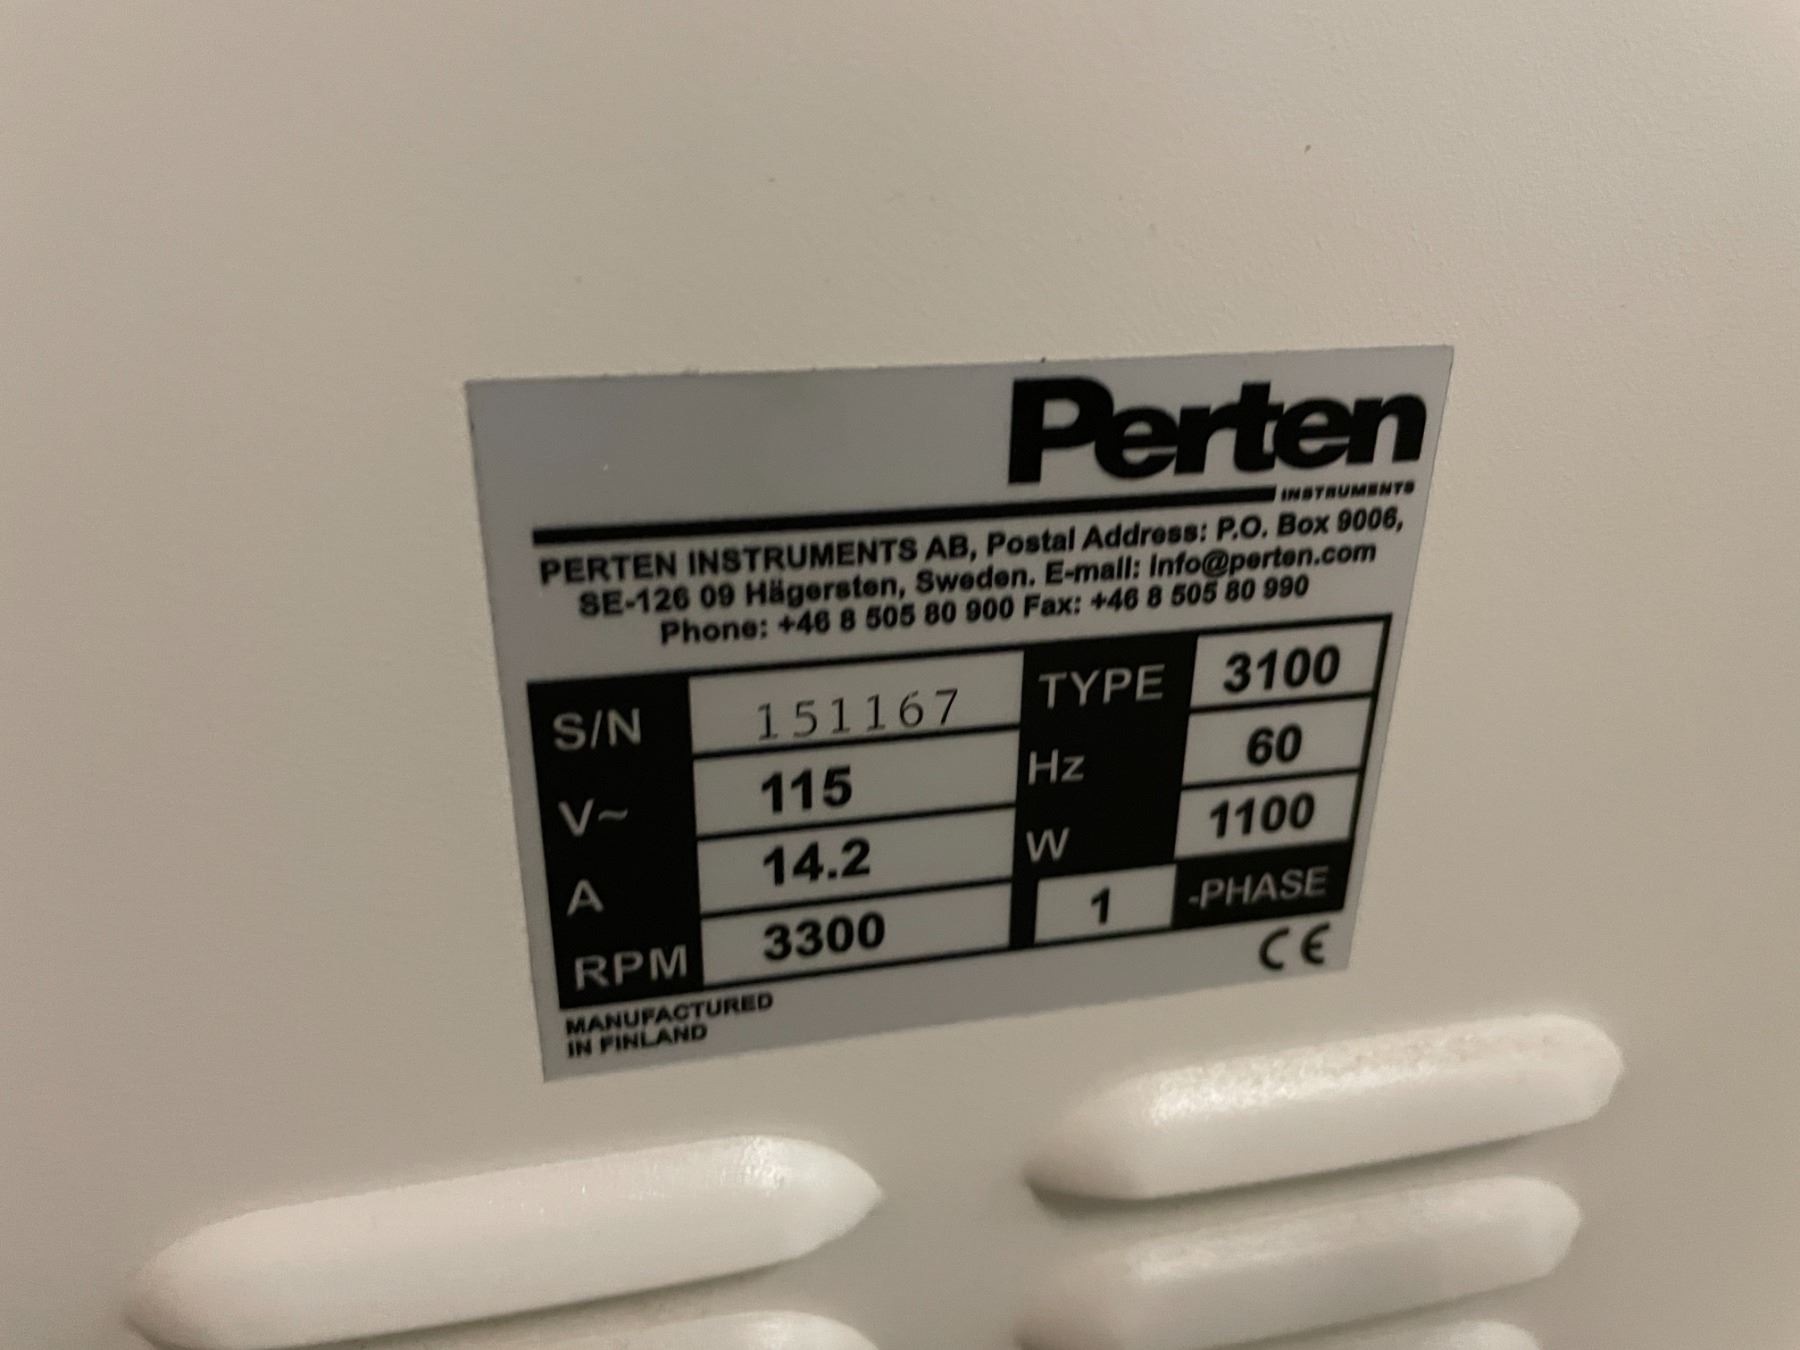 Perten
INSTRUMENTS
PERTEN INSTRUMENTS AB, Postal Address: P.O. Box 9006,
SE-126 09 Hägersten, Sweden. E-mail: info@perten.com
Phone: +46 8 505 80 900 Fax: +46 8 505 80 990
S/N 151167 TYPE 3100
V~ 115 Hz 60
A 14.2 W 1100
RPM 3300 1 -PHASE
MANUFACTURED
IN FINLAND
CE